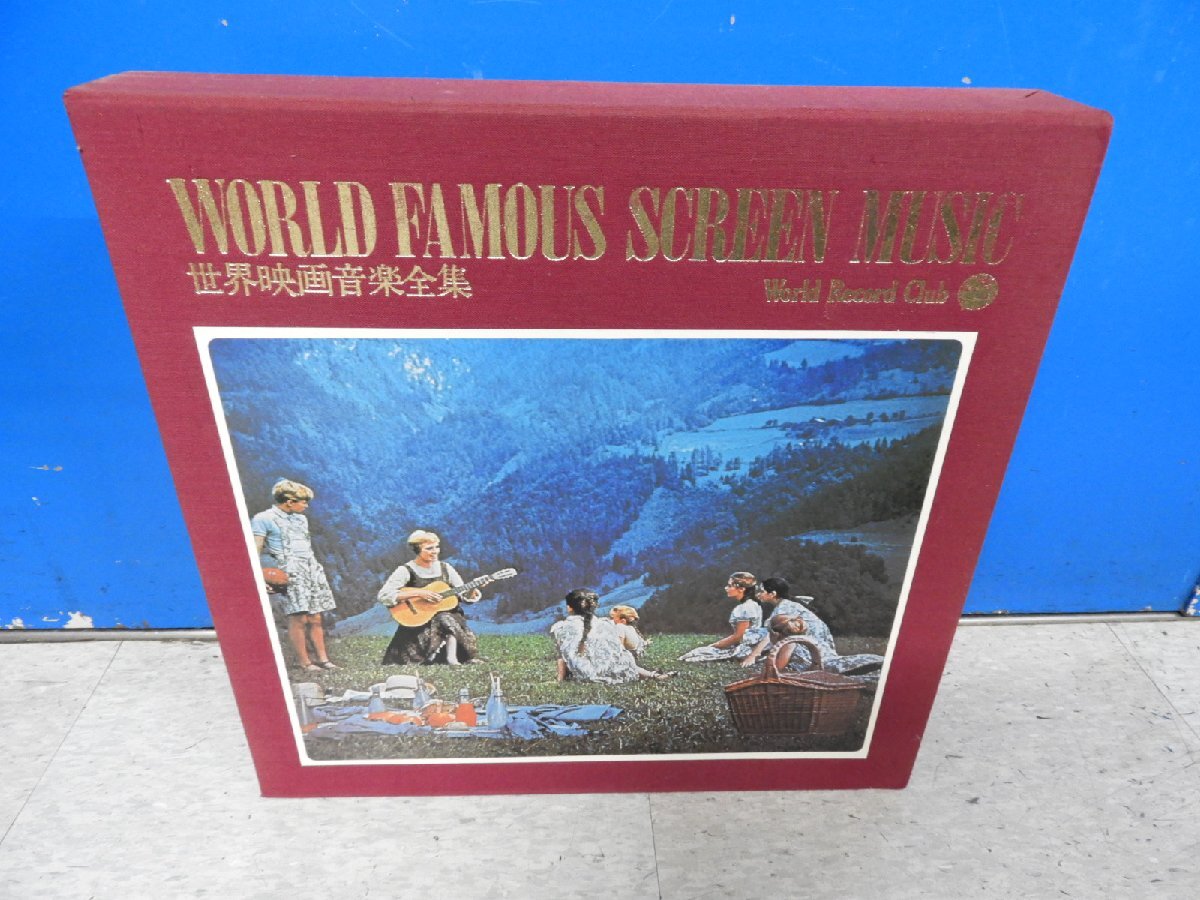 WORLD FAMOUS SCREEN MUSIC
世界映画音楽全集
World Record Club